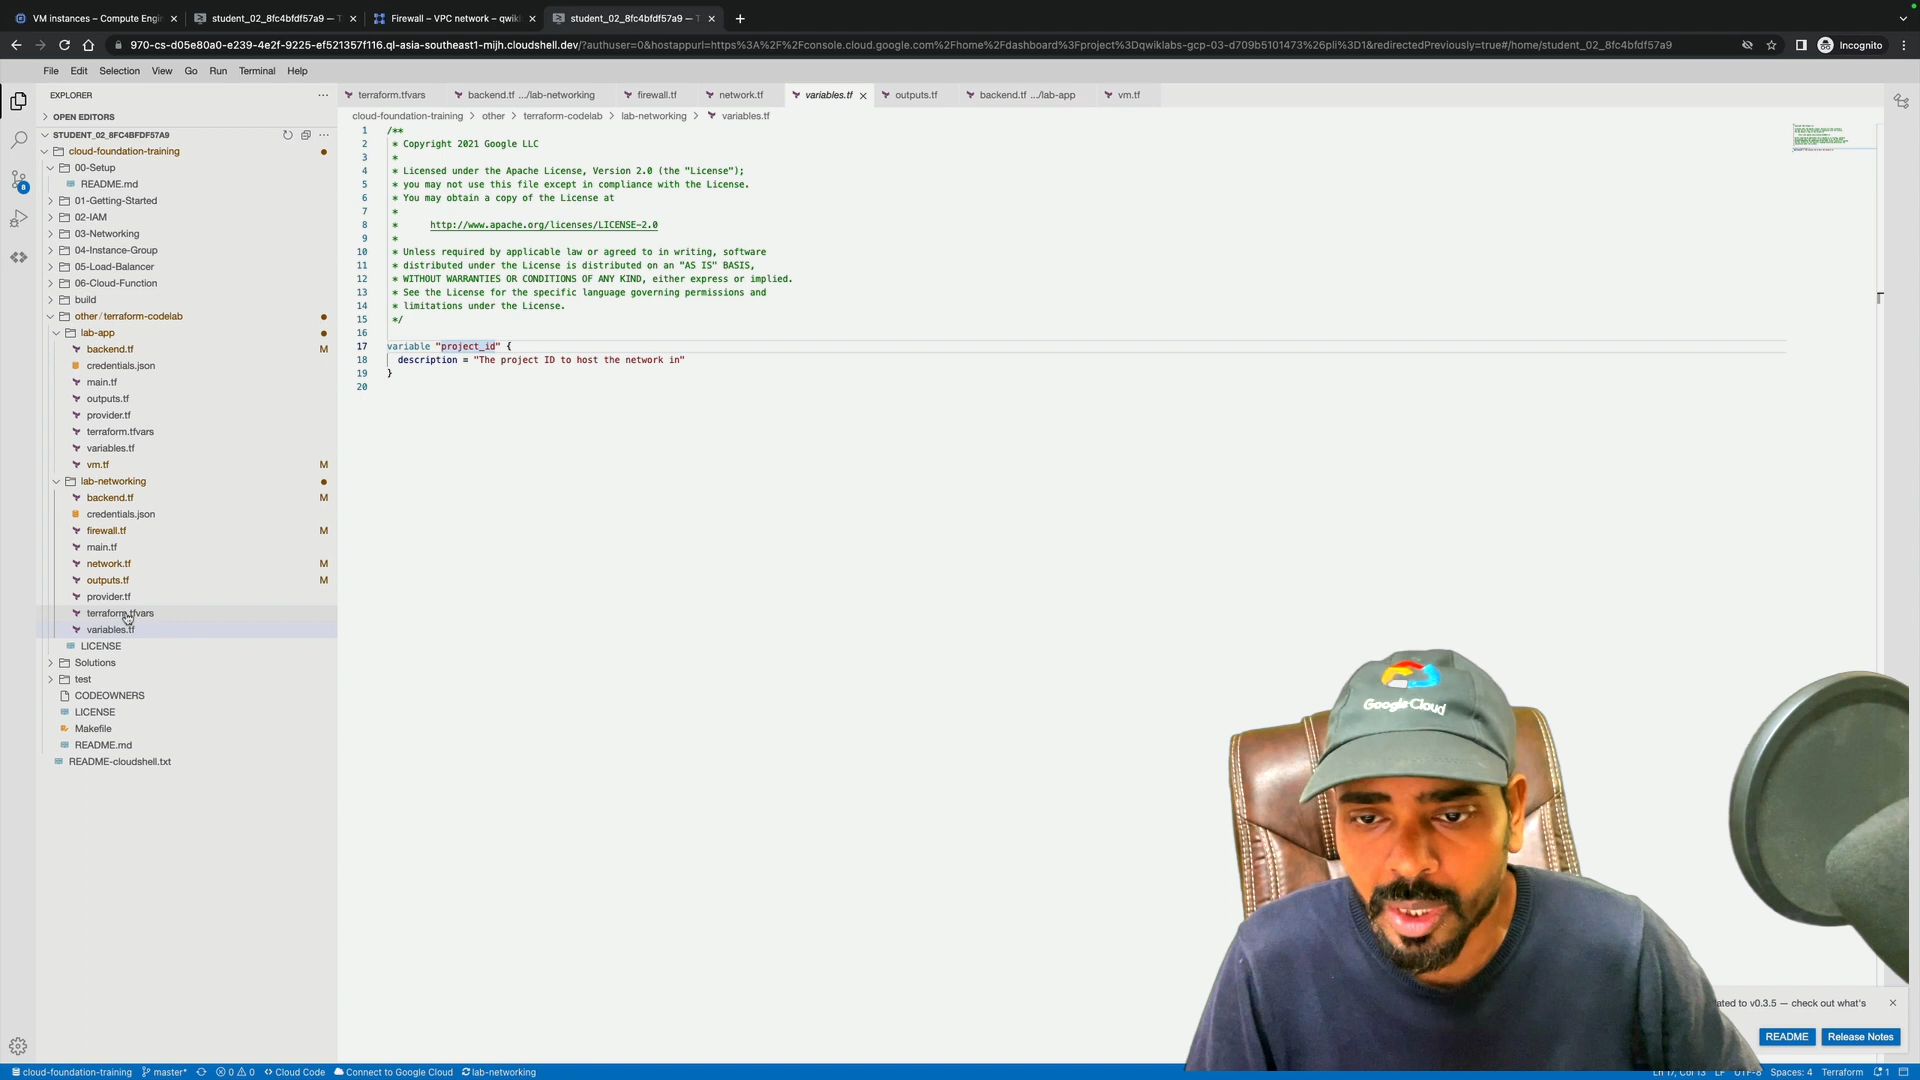 VM instances – Compute Engi
student_02_8fc4bfdf57a9 — T
Firewall – VPC network – qwikl
student_02_8fc4bfdf57a9 — T
970-cs-d05e80a0-e239-4e2f-9225-ef521357f116.ql-asia-southeast1-mijh.cloudshell.dev/?authuser=0&hostappurl=https%3A%2F%2Fconsole.cloud.google.com%2Fhome%2Fdashboard%3Fproject%3Dqwiklabs-gcp-03-d709b5101473%26pli%3D1&redirectedPreviously=true#/home/student_02_8fc4bfdf57a9
Incognito
File Edit Selection View Go Run Terminal Help
EXPLORER
OPEN EDITORS
STUDENT_02_8FC4BFDF57A9
cloud-foundation-training
00-Setup
README.md
01-Getting-Started
02-IAM
03-Networking
04-Instance-Group
05-Load-Balancer
06-Cloud-Function
build
other / terraform-codelab
lab-app
backend.tf M
credentials.json
main.tf
outputs.tf
provider.tf
terraform.tfvars
variables.tf
vm.tf M
lab-networking
backend.tf M
credentials.json
firewall.tf M
main.tf
network.tf M
outputs.tf M
provider.tf
terraform.tfvars
variables.tf
LICENSE
Solutions
test
CODEOWNERS
LICENSE
Makefile
README.md
README-cloudshell.txt
8
terraform.tfvars
backend.tf .../lab-networking
firewall.tf
network.tf
variables.tf
outputs.tf
backend.tf .../lab-app
vm.tf
cloud-foundation-training > other > terraform-codelab > lab-networking > variables.tf
1 /**
2 * Copyright 2021 Google LLC
3 *
4 * Licensed under the Apache License, Version 2.0 (the "License");
5 * you may not use this file except in compliance with the License.
6 * You may obtain a copy of the License at
7 *
8 * http://www.apache.org/licenses/LICENSE-2.0
9 *
10 * Unless required by applicable law or agreed to in writing, software
11 * distributed under the License is distributed on an "AS IS" BASIS,
12 * WITHOUT WARRANTIES OR CONDITIONS OF ANY KIND, either express or implied.
13 * See the License for the specific language governing permissions and
14 * limitations under the License.
15 */
16
17 variable "project_id" {
18 description = "The project ID to host the network in"
19 }
20
Google Cloud
ated to v0.3.5 — check out what's
README
Release Notes
cloud-foundation-training master* 0 0 Cloud Code Connect to Google Cloud lab-networking
Ln 17, Col 13 LF UTF-8 Spaces: 4 Terraform 1